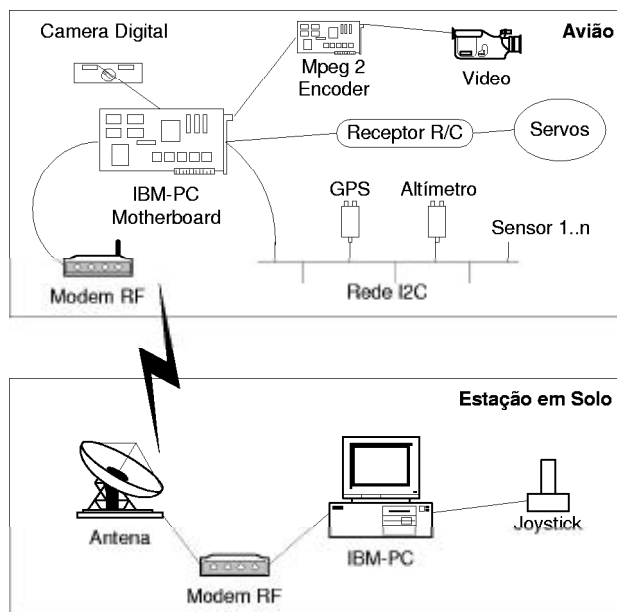 Camera Digital
Avião
Mpeg 2
Encoder
Video
Receptor R/C
Servos
IBM-PC
Motherboard
GPS
Altímetro
Sensor 1..n
Modem RF
Rede I2C
Estação em Solo
Antena
Modem RF
IBM-PC
Joystick